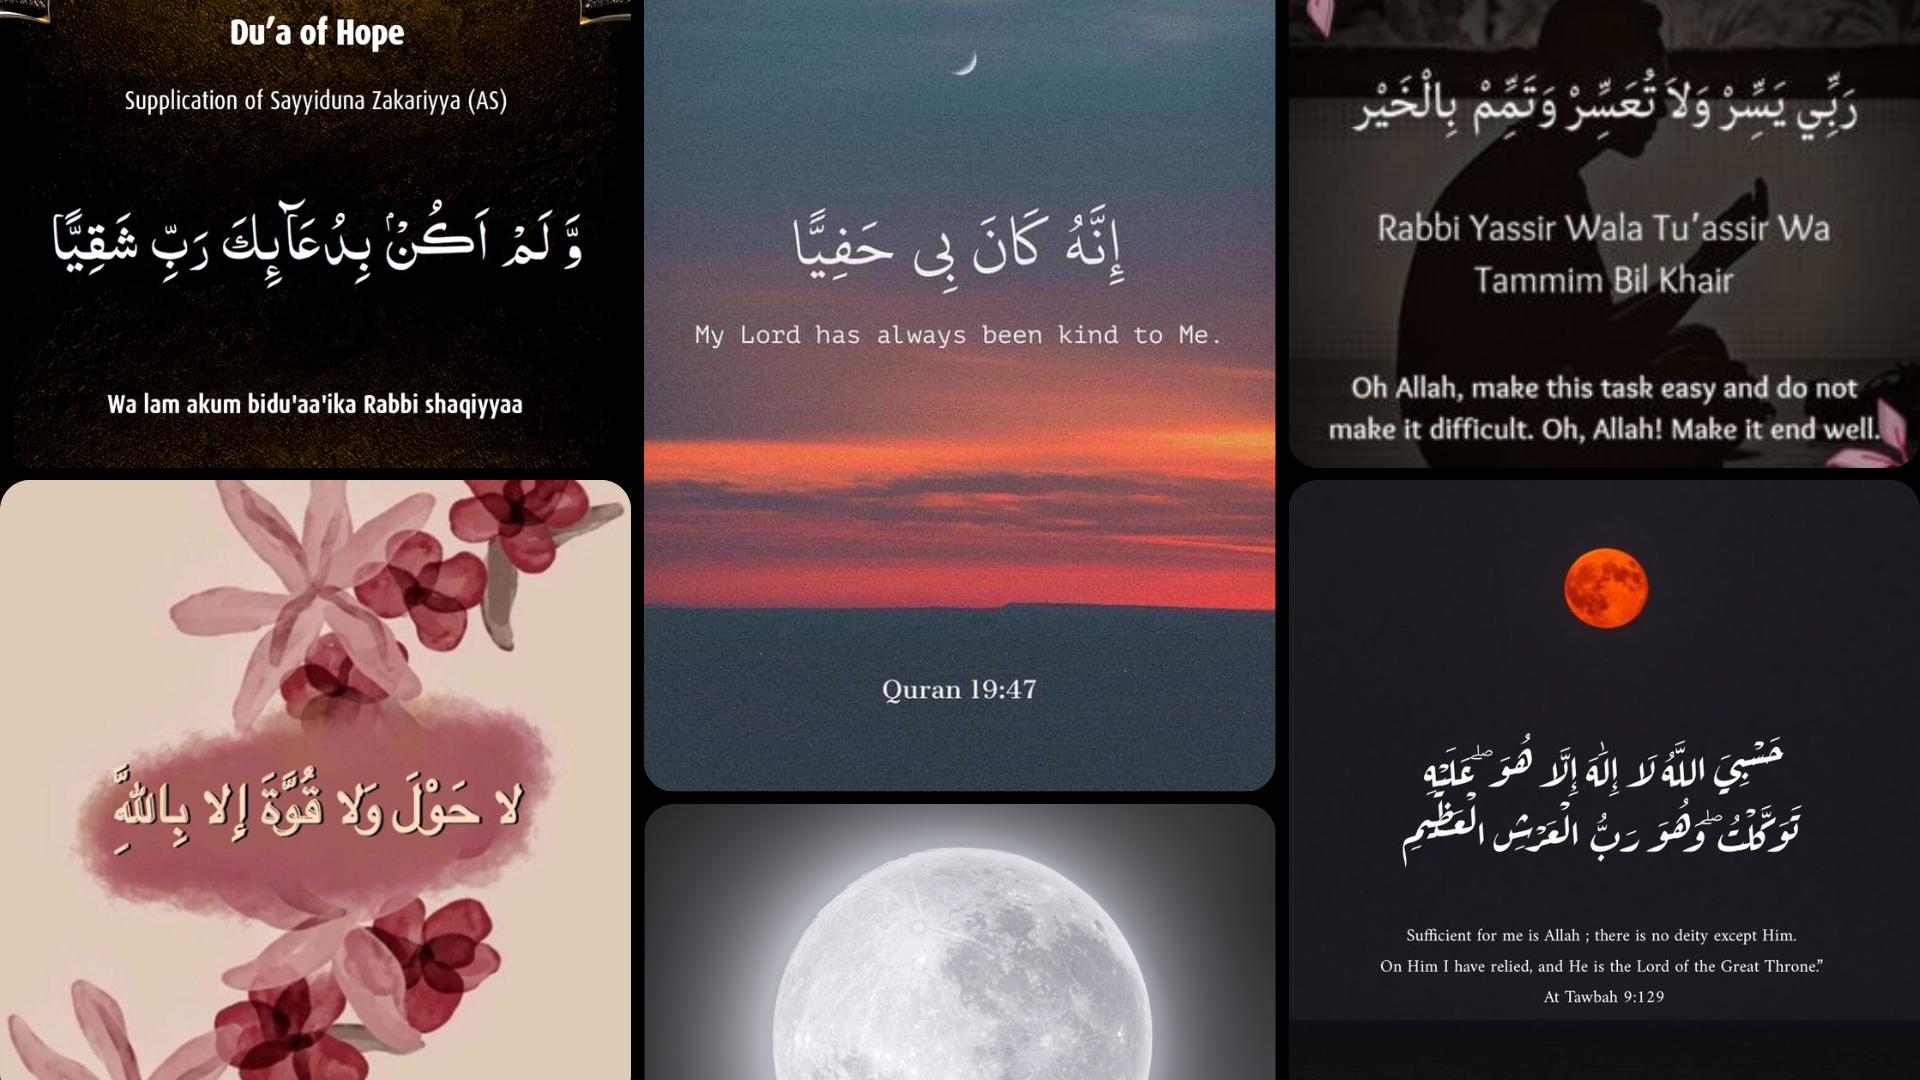 Du’a of Hope
Supplication of Sayyiduna Zakariyya (AS)
وَّ لَمْ اَكُنْۢ بِدُعَآىِٕكَ رَبِّ شَقِيًّا
Wa lam akum bidu'aa'ika Rabbi shaqiyyaa
إِنَّهُ كَانَ بِى حَفِيًّا
My Lord has always been kind to Me.
Quran 19:47
رَبِّي يَسِّرْ وَلاَ تُعَسِّرْ وَتَمِّمْ بِالْخَيْر
Rabbi Yassir Wala Tu’assir Wa
Tammim Bil Khair
Oh Allah, make this task easy and do not
make it difficult. Oh, Allah! Make it end well.
لا حَوْلَ وَلا قُوَّةَ إِلا بِاللَّهِ
حَسْبِيَ اللَّهُ لَا إِلَٰهَ إِلَّا هُوَ ۖ عَلَيْهِ
تَوَكَّلْتُ ۖ وَهُوَ رَبُّ الْعَرْشِ الْعَظِيمِ
Sufficient for me is Allah ; there is no deity except Him.
On Him I have relied, and He is the Lord of the Great Throne.”
At Tawbah 9:129